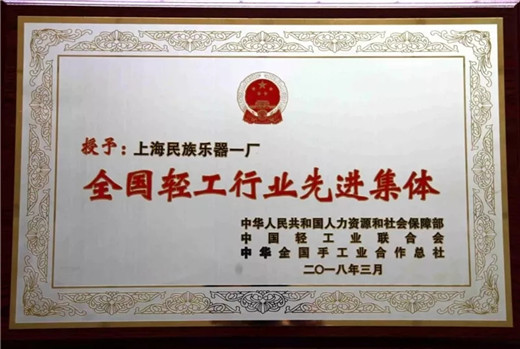 授予：上海民族乐器一厂
全国轻工行业先进集体
中华人民共和国人力资源和社会保障部
中国轻工业联合会
中华全国手工业合作总社
二〇一八年三月